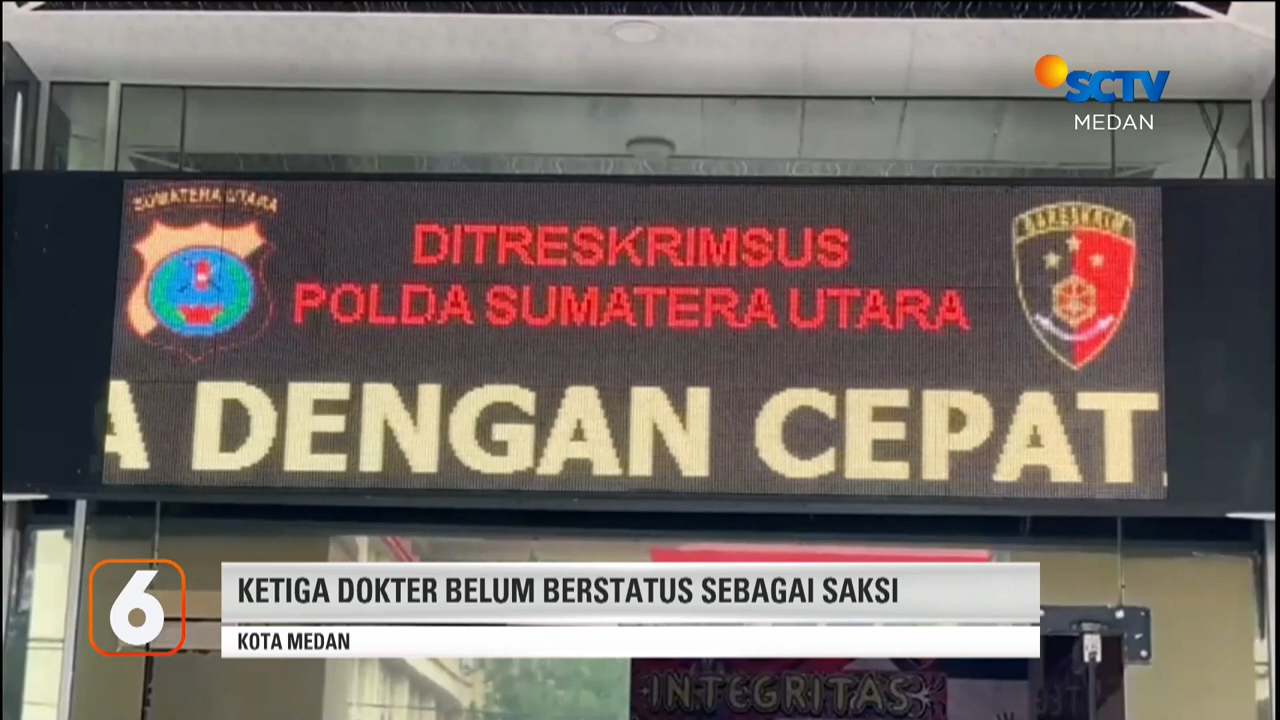 SCTV
MEDAN
SUMATERA UTARA
DITRESKRIMSUS
POLDA SUMATERA UTARA
BARESKRIM
A DENGAN CEPAT
6
KETIGA DOKTER BELUM BERSTATUS SEBAGAI SAKSI
KOTA MEDAN
INTEGRITAS